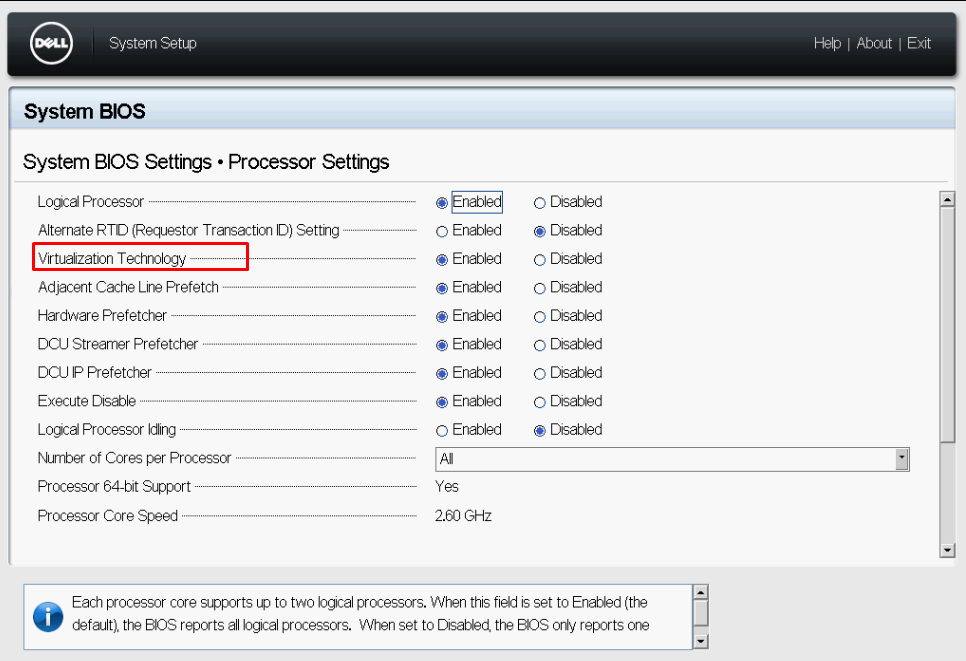 DELL System Setup Help | About | Exit
System BIOS
System BIOS Settings • Processor Settings
Logical Processor Enabled Disabled
Alternate RTID (Requestor Transaction ID) Setting Enabled Disabled
Virtualization Technology Enabled Disabled
Adjacent Cache Line Prefetch Enabled Disabled
Hardware Prefetcher Enabled Disabled
DCU Streamer Prefetcher Enabled Disabled
DCU IP Prefetcher Enabled Disabled
Execute Disable Enabled Disabled
Logical Processor Idling Enabled Disabled
Number of Cores per Processor All
Processor 64-bit Support Yes
Processor Core Speed 2.60 GHz
Each processor core supports up to two logical processors. When this field is set to Enabled (the
default), the BIOS reports all logical processors. When set to Disabled, the BIOS only reports one